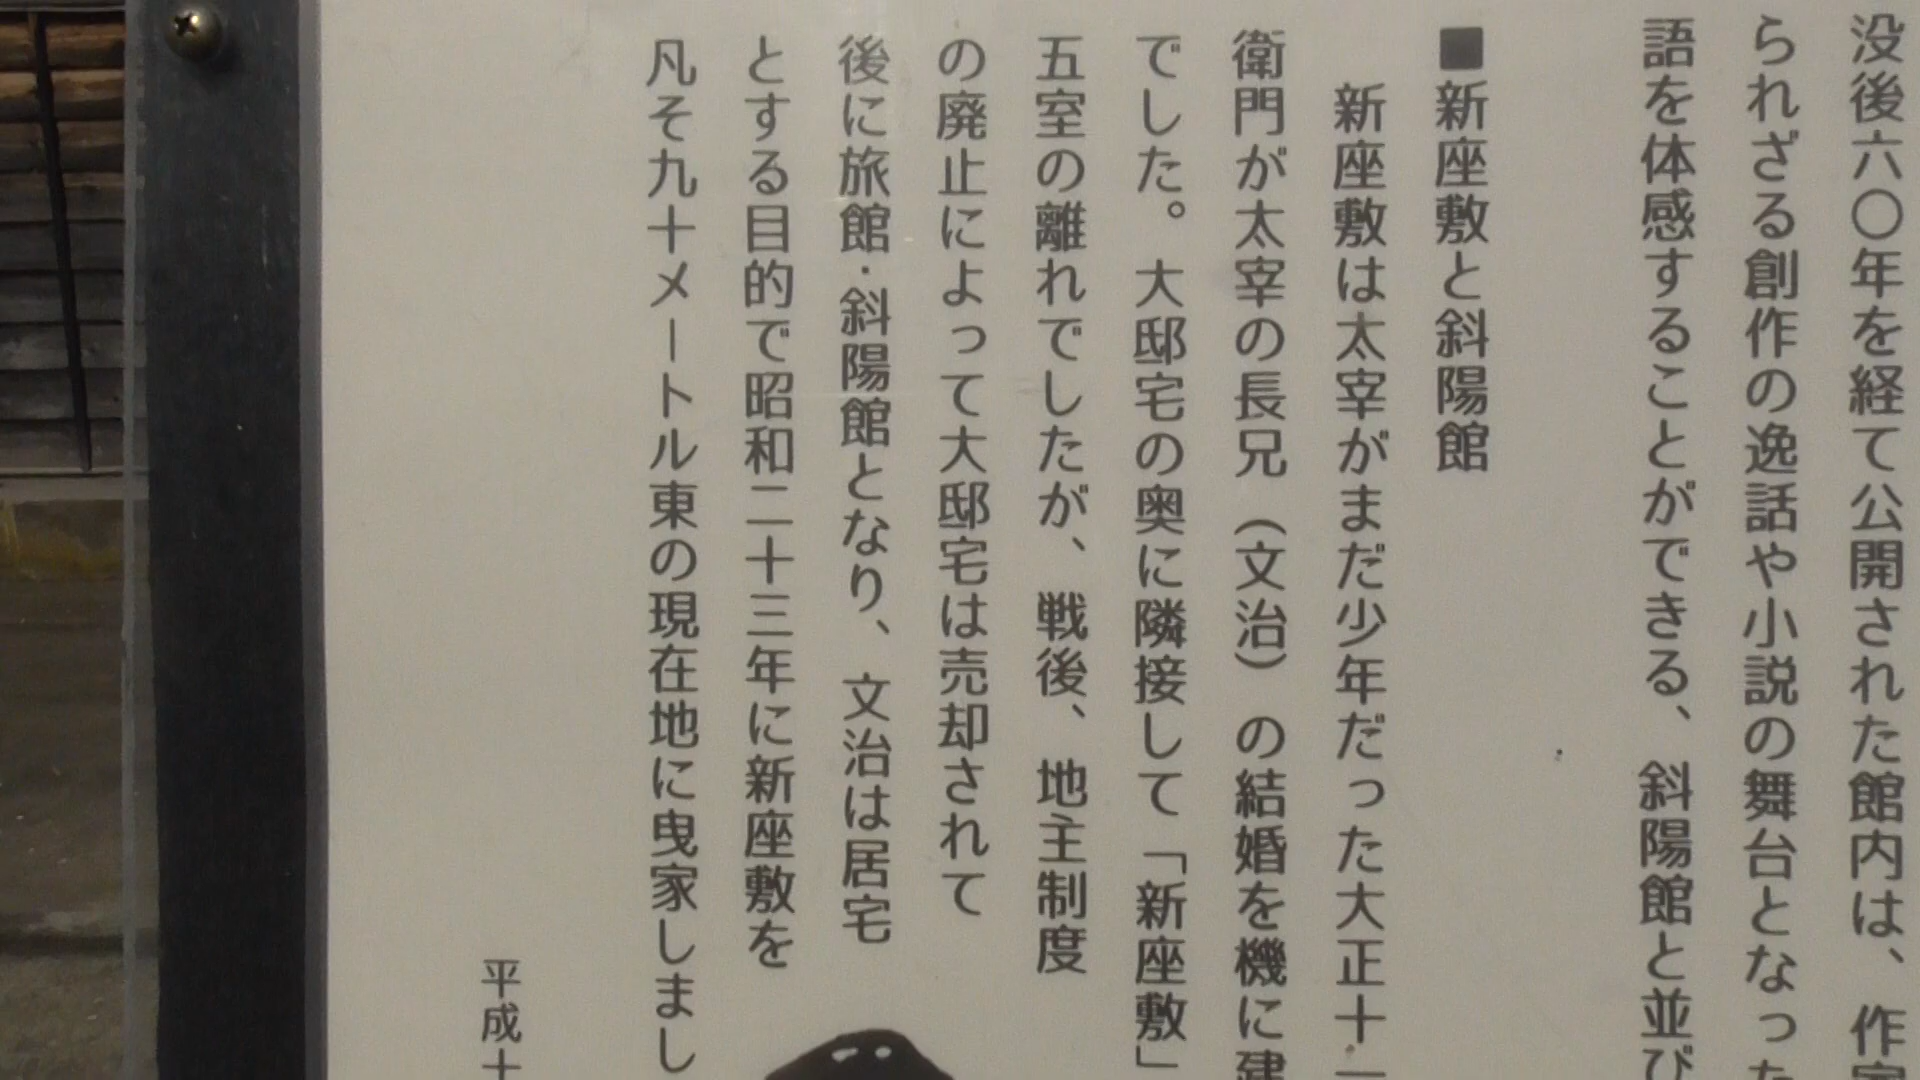 没後六〇年を経て公開された館内は、作家
られざる創作の逸話や小説の舞台となった
語を体感することができる、斜陽館と並び
■新座敷と斜陽館
新座敷は太宰がまだ少年だった大正十一
衛門が太宰の長兄（文治）の結婚を機に建
でした。大邸宅の奥に隣接して「新座敷」
五室の離れでしたが、戦後、地主制度
の廃止によって大邸宅は売却されて
後に旅館・斜陽館となり、文治は居宅
とする目的で昭和二十三年に新座敷を
凡そ九十メートル東の現在地に曳家しまし
平成十